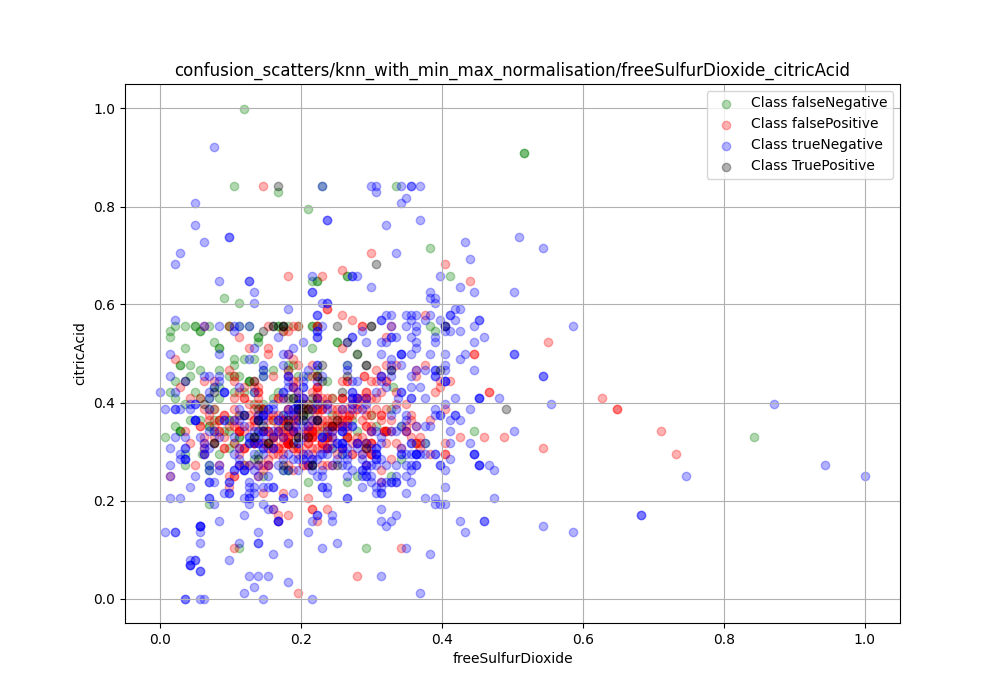 confusion_scatters/knn_with_min_max_normalisation/freeSulfurDioxide_citricAcid
Class falseNegative
Class falsePositive
Class trueNegative
Class TruePositive
1.0
0.8
0.6
0.4
0.2
0.0
citricAcid
0.0 0.2 0.4 0.6 0.8 1.0
freeSulfurDioxide